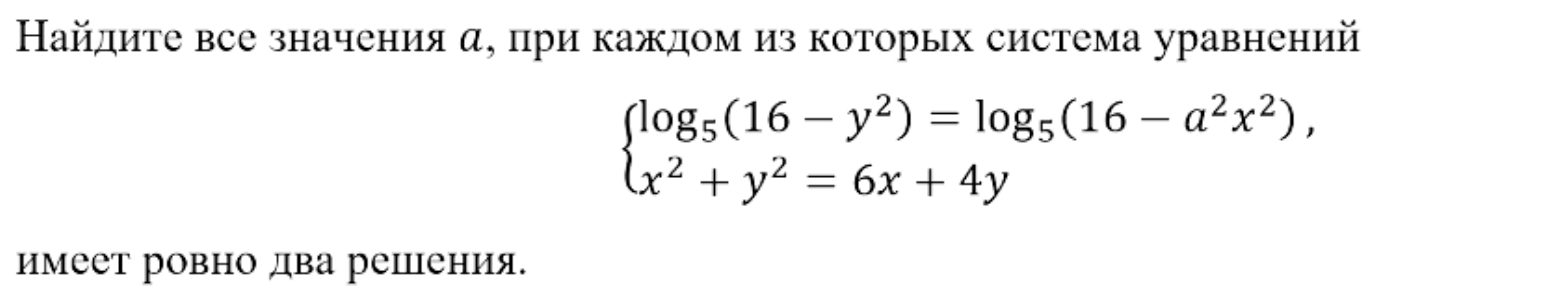 Найдите все значения a, при каждом из которых система уравнений
{log₅(16 − y²) = log₅(16 − a²x²),
x² + y² = 6x + 4y
имеет ровно два решения.